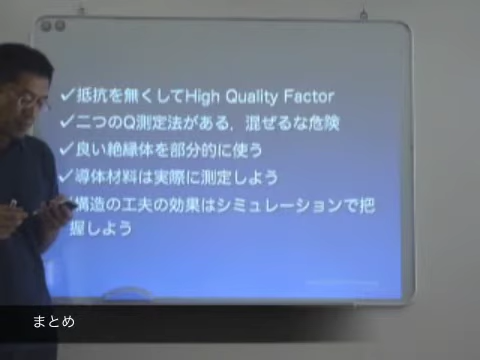 ✓抵抗を無くしてHigh Quality Factor
✓二つのQ測定法がある，混ぜるな危険
✓良い絶縁体を部分的に使う
✓導体材料は実際に測定しよう
構造の工夫の効果はシミュレーションで把
握しよう
まとめ